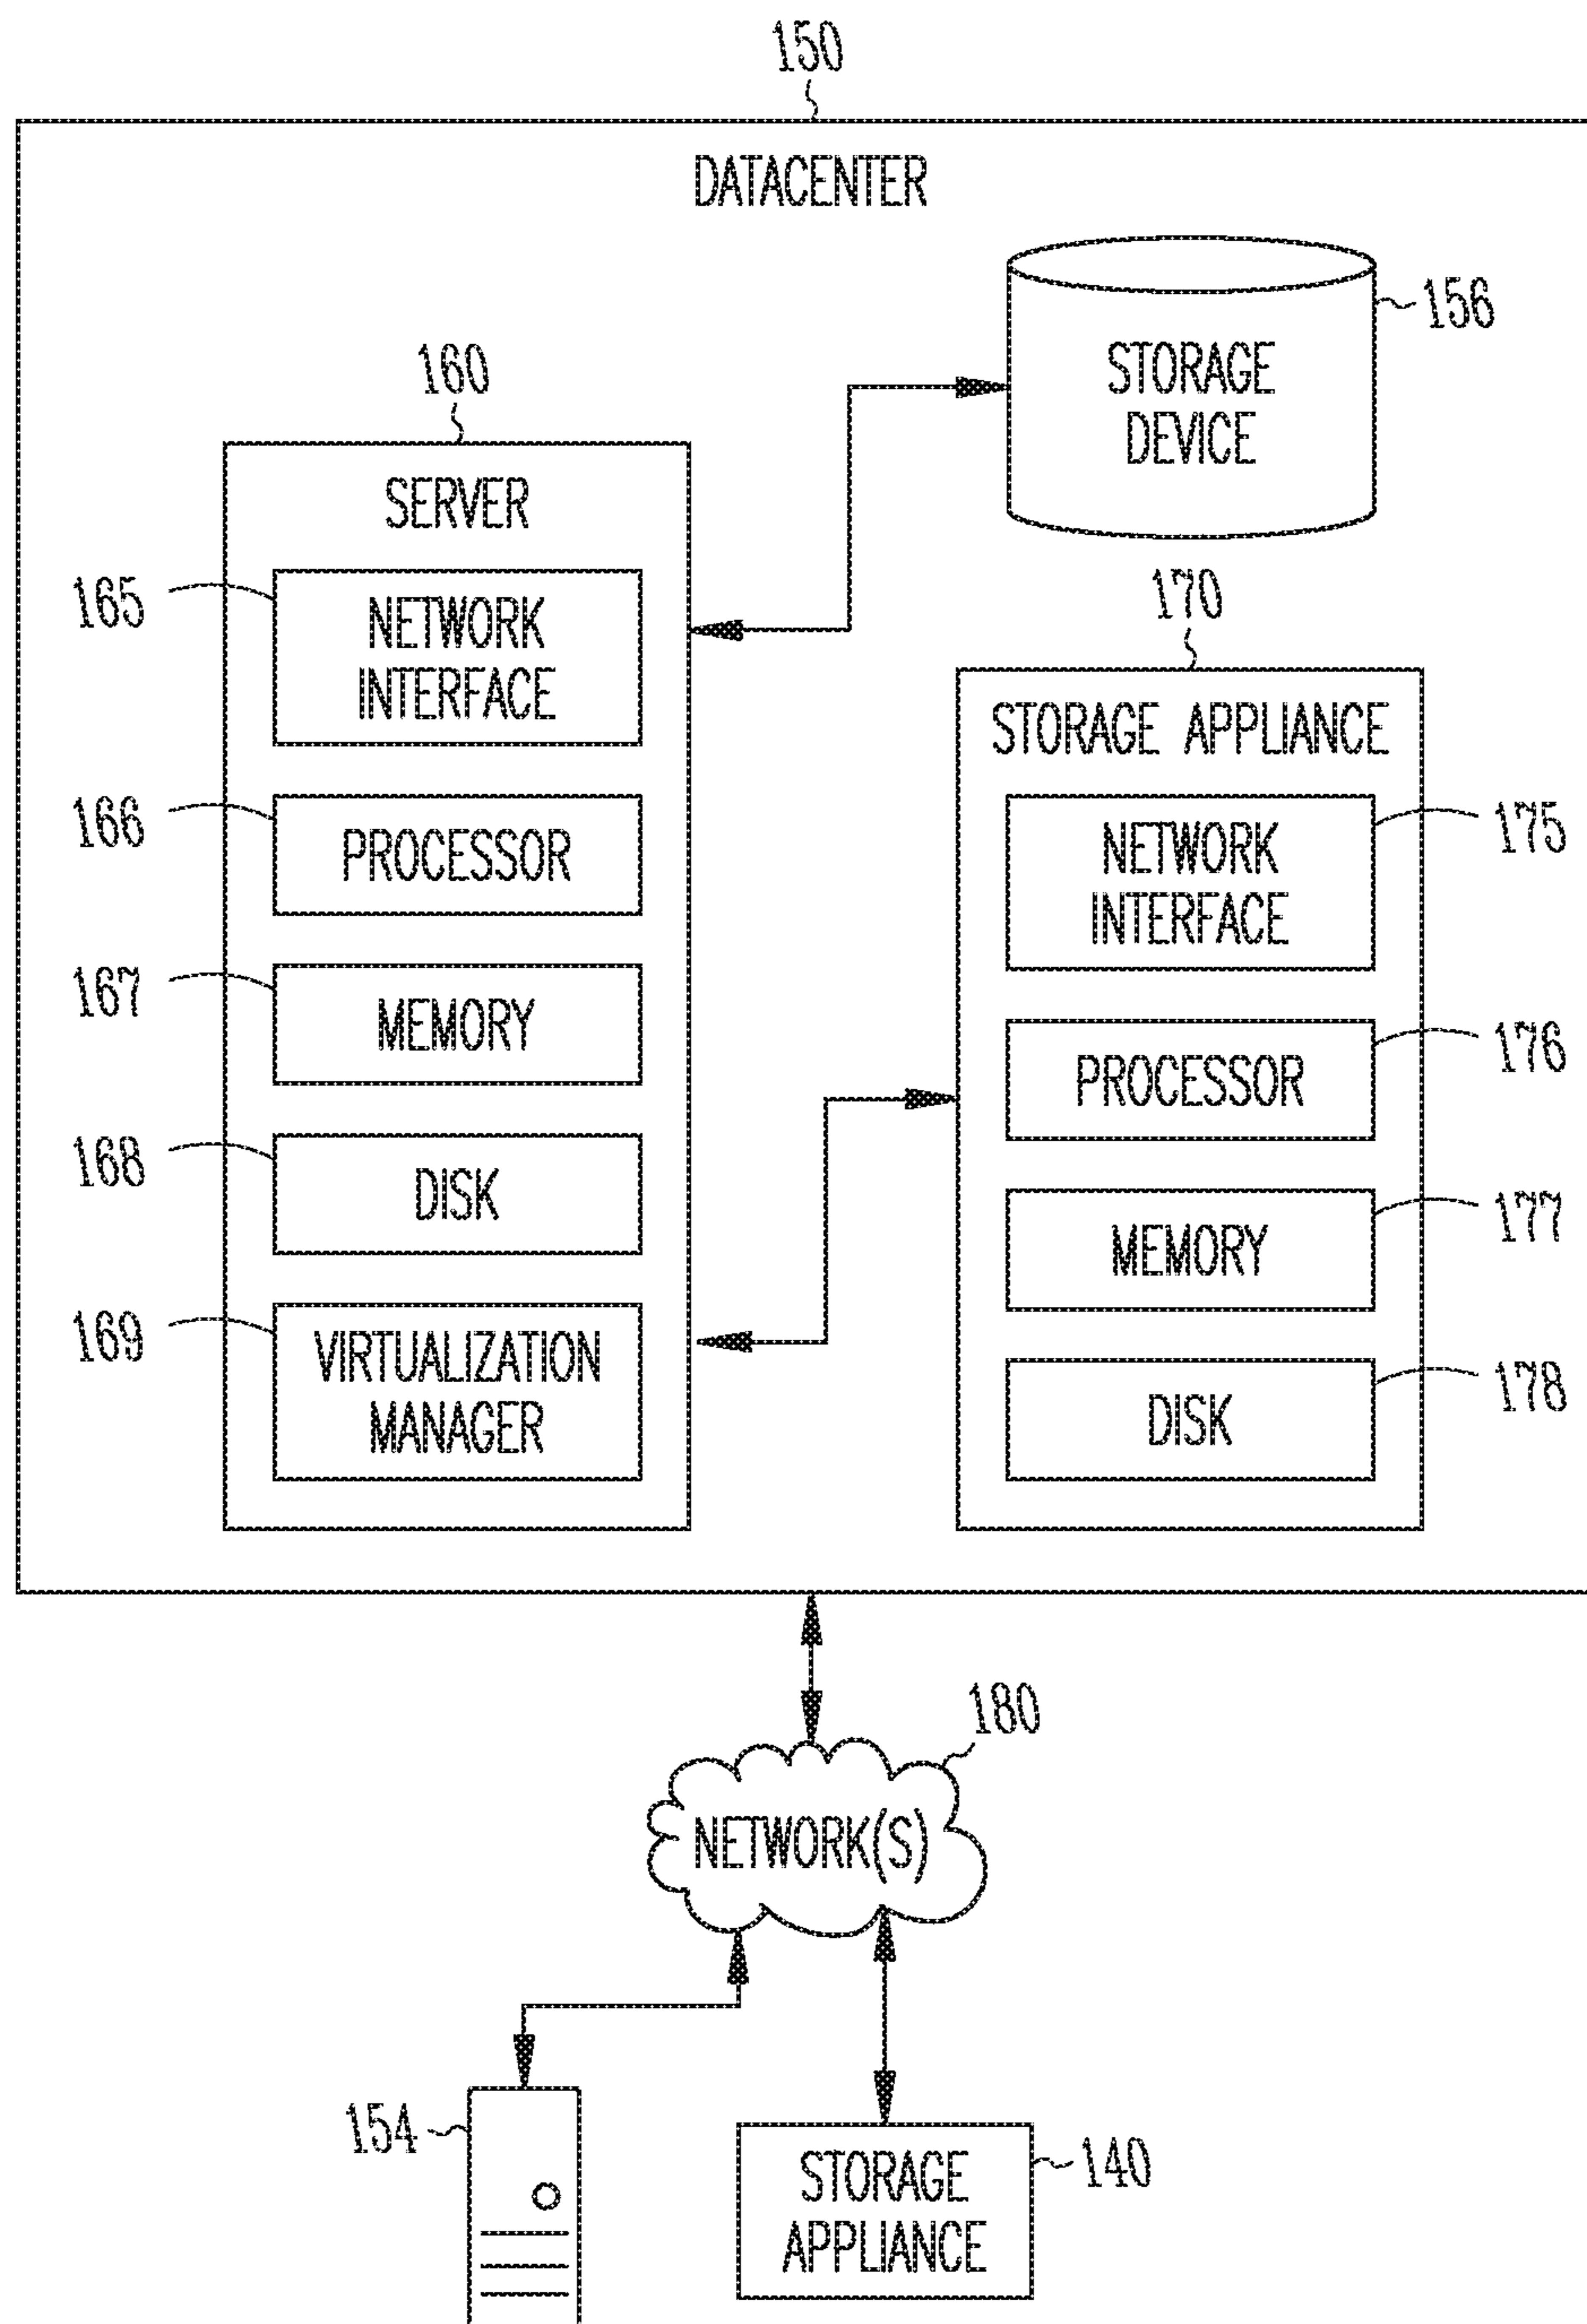 150
DATACENTER
156
STORAGE
DEVICE
160
SERVER
165
NETWORK
INTERFACE
166
PROCESSOR
167
MEMORY
168
DISK
169
VIRTUALIZATION
MANAGER
170
STORAGE APPLIANCE
NETWORK
INTERFACE
175
PROCESSOR
176
MEMORY
177
DISK
178
180
NETWORK(S)
154
STORAGE
APPLIANCE
140